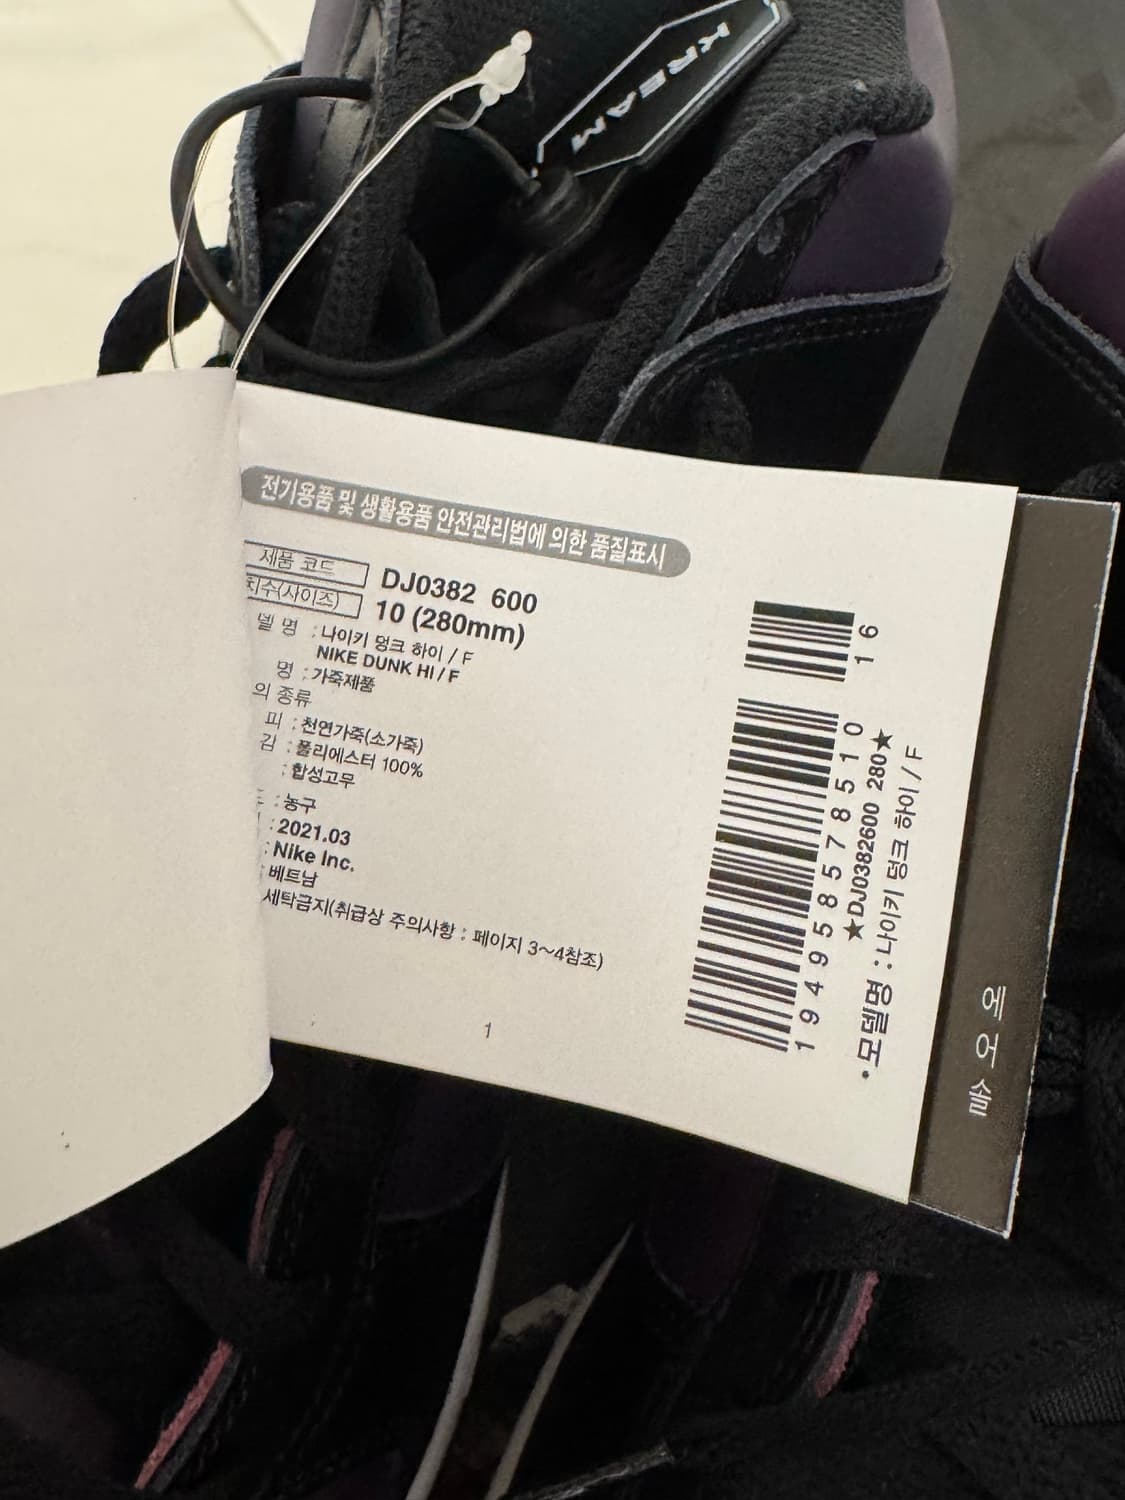 KREAM
전기용품 및 생활용품 안전관리법에 의한 품질표시
제품 코드 DJ0382 600
치수(사이즈) 10 (280mm)
델 명 : 나이키 덩크 하이 / F
NIKE DUNK HI / F
명 : 가죽제품
의 종류
피 : 천연가죽(소가죽)
감 : 폴리에스터 100%
: 합성고무
: 농구
: 2021.03
: Nike Inc.
: 베트남
세탁금지(취급상 주의사항 : 페이지 3~4참조)
1
16
194958578510
★DJ0382600 280★
•모델명 : 나이키 덩크 하이 / F
에어솔